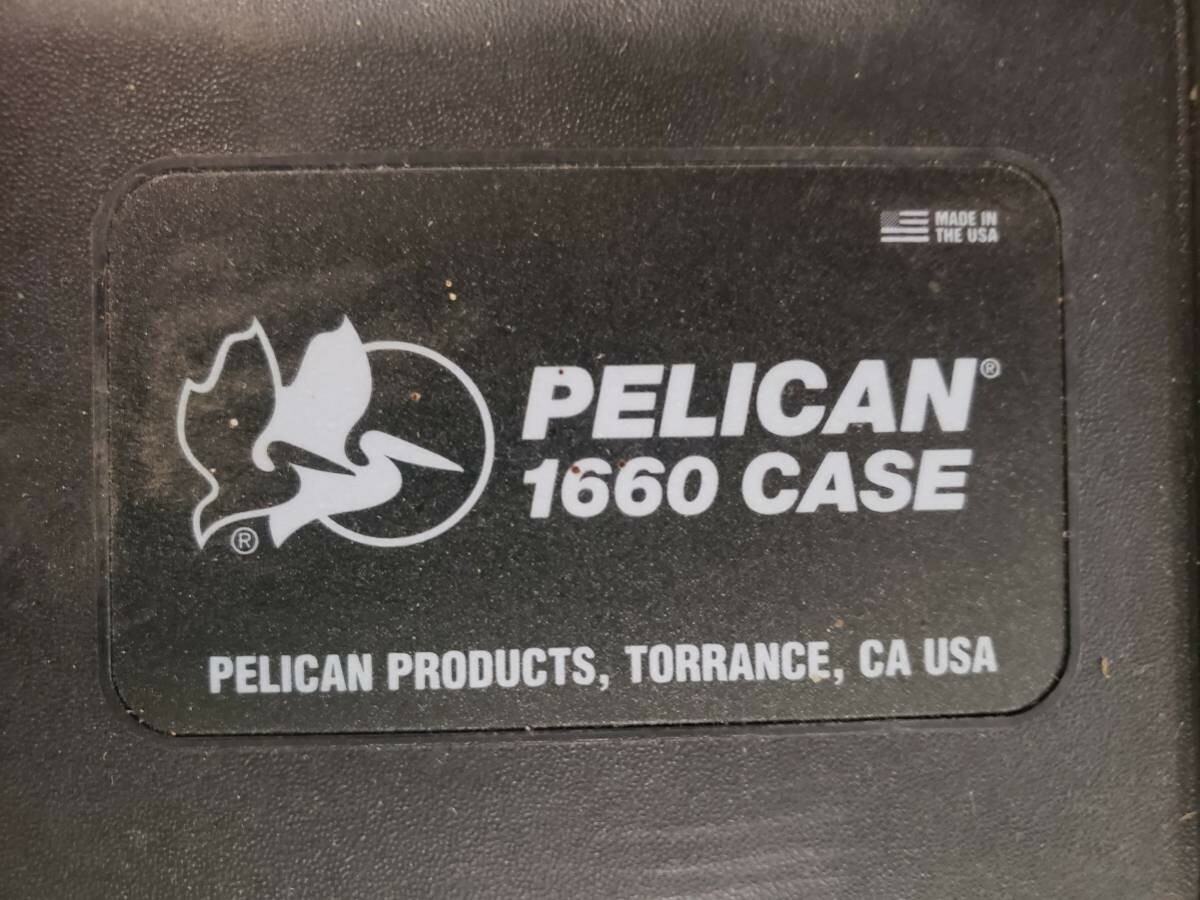 MADE IN
THE USA
PELICAN®
1660 CASE
®
PELICAN PRODUCTS, TORRANCE, CA USA